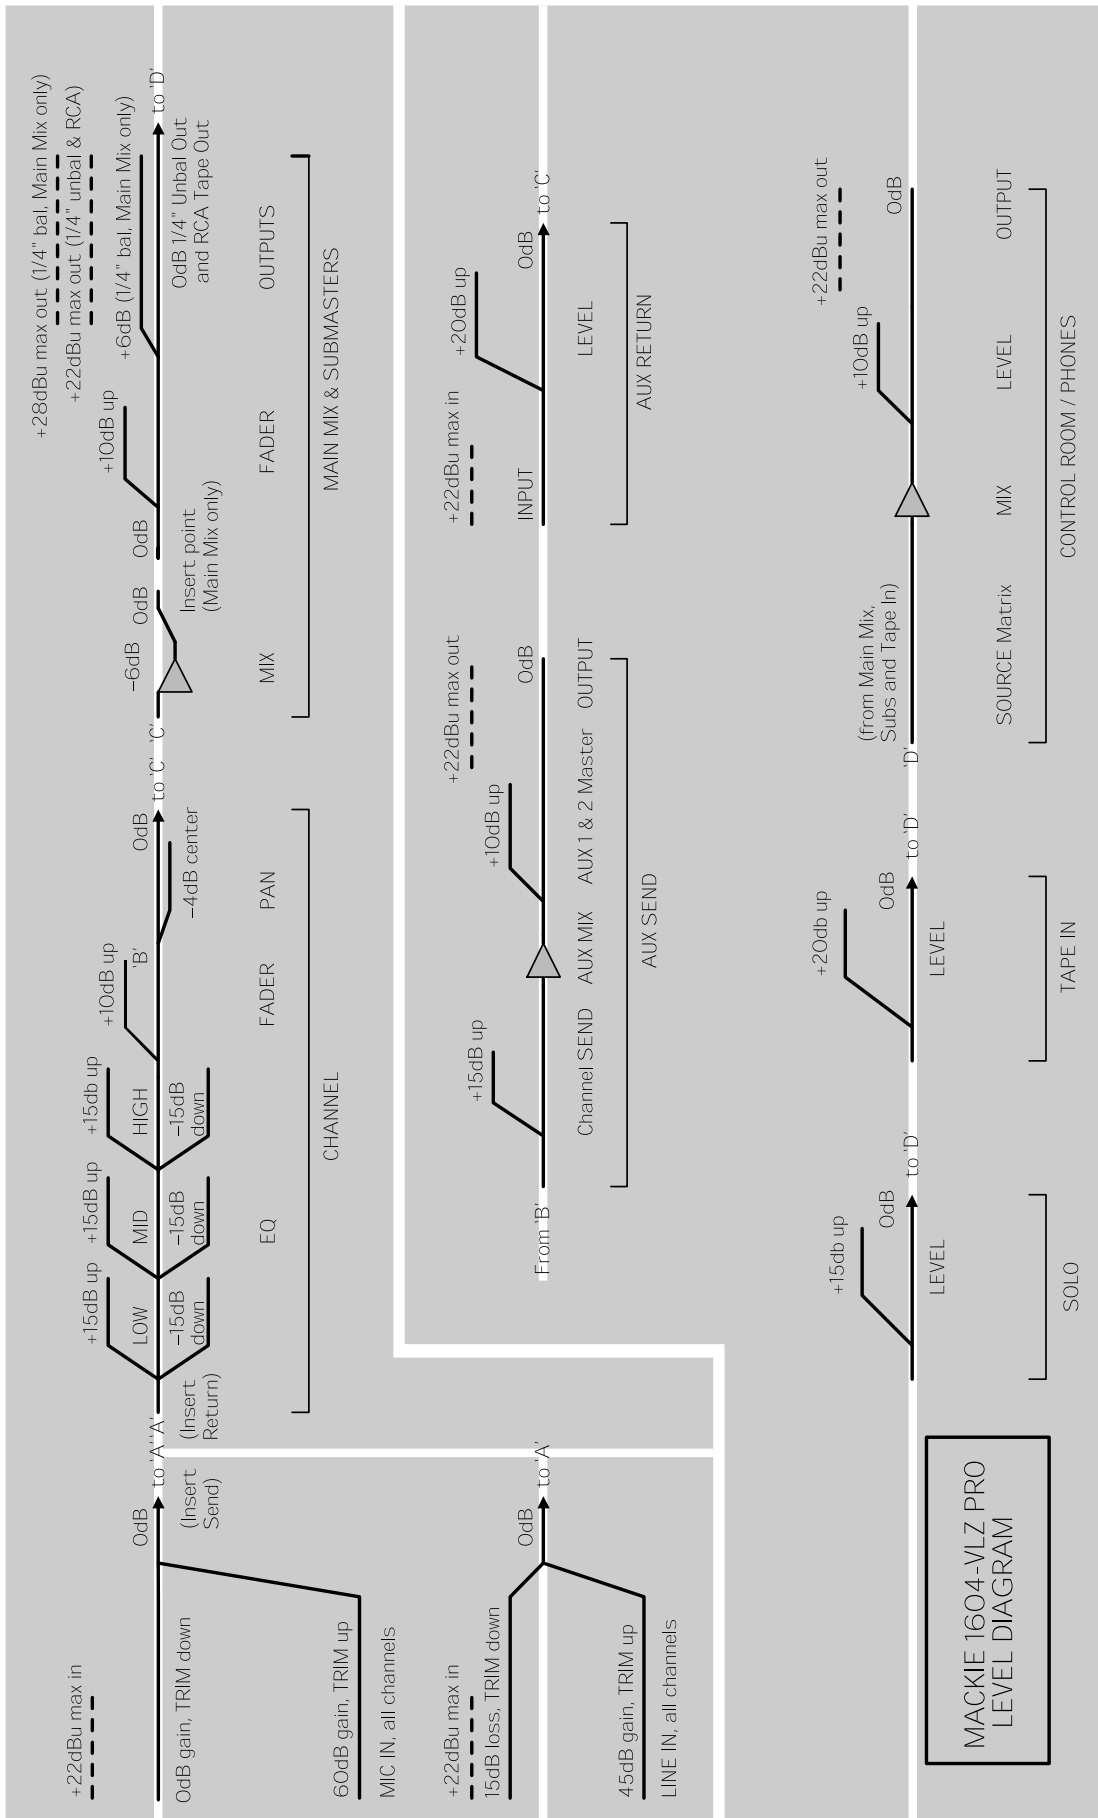 +22dBu max in
0dB gain, TRIM down
60dB gain, TRIM up
MIC IN, all channels
0dB
to 'A'
(Insert
Send)
'A'
(Insert
Return)
+15dB up
LOW
−15dB
down
+15dB up
MID
−15dB
down
+15db up
HIGH
−15dB
down
+10dB up
'B'
−4dB center
0dB
to 'C'
EQ
FADER
PAN
CHANNEL
'C'
−6dB
0dB
Insert point
(Main Mix only)
0dB
+10dB up
+28dBu max out (1/4" bal, Main Mix only)
+22dBu max out (1/4" unbal & RCA)
+6dB (1/4" bal, Main Mix only)
0dB 1/4" Unbal Out
and RCA Tape Out
to 'D'
MIX
FADER
OUTPUTS
MAIN MIX & SUBMASTERS
+22dBu max in
15dB loss, TRIM down
45dB gain, TRIM up
LINE IN, all channels
0dB
to 'A'
From 'B'
+15dB up
+10dB up
+22dBu max out
0dB
Channel SEND
AUX MIX
AUX 1 & 2 Master
OUTPUT
AUX SEND
+22dBu max in
INPUT
+20dB up
0dB
to 'C'
LEVEL
AUX RETURN
MACKIE 1604-VLZ PRO
LEVEL DIAGRAM
+15db up
0dB
to 'D'
LEVEL
SOLO
+20db up
0dB
to 'D'
LEVEL
TAPE IN
'D'
(from Main Mix,
Subs and Tape In)
+10dB up
+22dBu max out
0dB
SOURCE Matrix
MIX
LEVEL
OUTPUT
CONTROL ROOM / PHONES